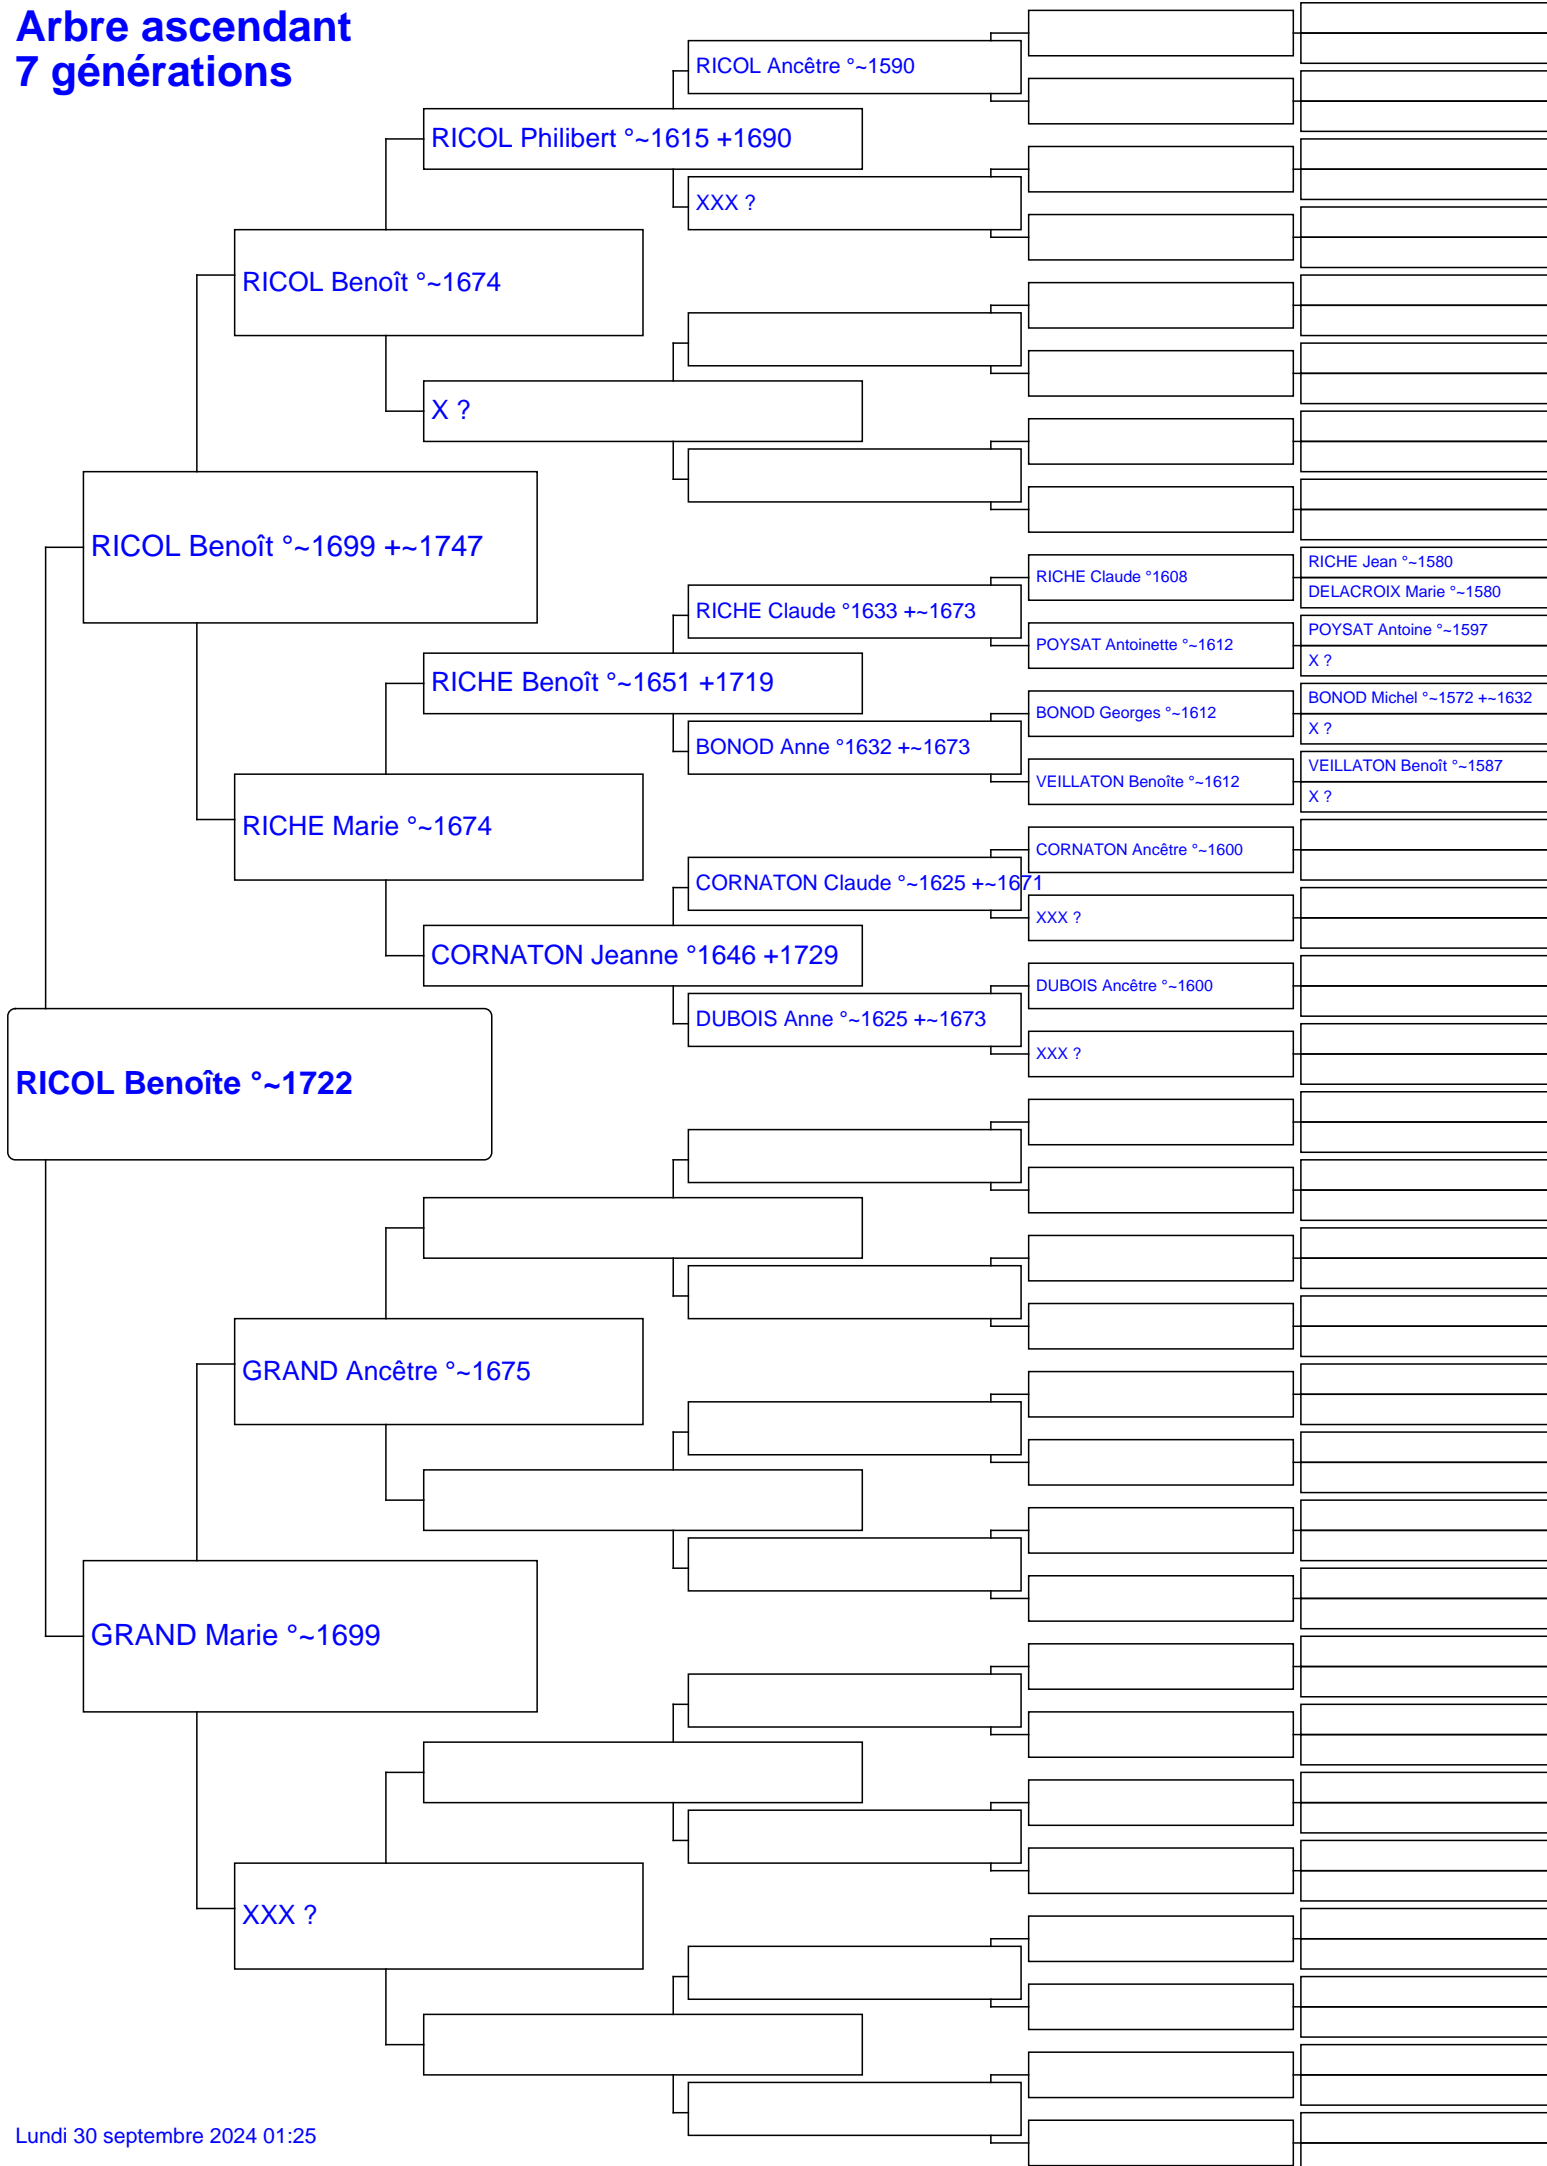 Arbre ascendant
7 générations
RICOL Ancêtre °~1590
RICOL Philibert °~1615 +1690
XXX ?
RICOL Benoît °~1674
X ?
RICOL Benoît °~1699 +~1747
RICHE Jean °~1580
RICHE Claude °1608
DELACROIX Marie °~1580
RICHE Claude °1633 +~1673
POYSAT Antoine °~1597
POYSAT Antoinette °~1612
X ?
RICHE Benoît °~1651 +1719
BONOD Michel °~1572 +~1632
BONOD Georges °~1612
X ?
BONOD Anne °1632 +~1673
VEILLATON Benoît °~1587
VEILLATON Benoîte °~1612
X ?
RICHE Marie °~1674
CORNATON Ancêtre °~1600
CORNATON Claude °~1625 +~1671
XXX ?
CORNATON Jeanne °1646 +1729
DUBOIS Ancêtre °~1600
DUBOIS Anne °~1625 +~1673
XXX ?
RICOL Benoîte °~1722
GRAND Ancêtre °~1675
GRAND Marie °~1699
XXX ?
Lundi 30 septembre 2024 01:25